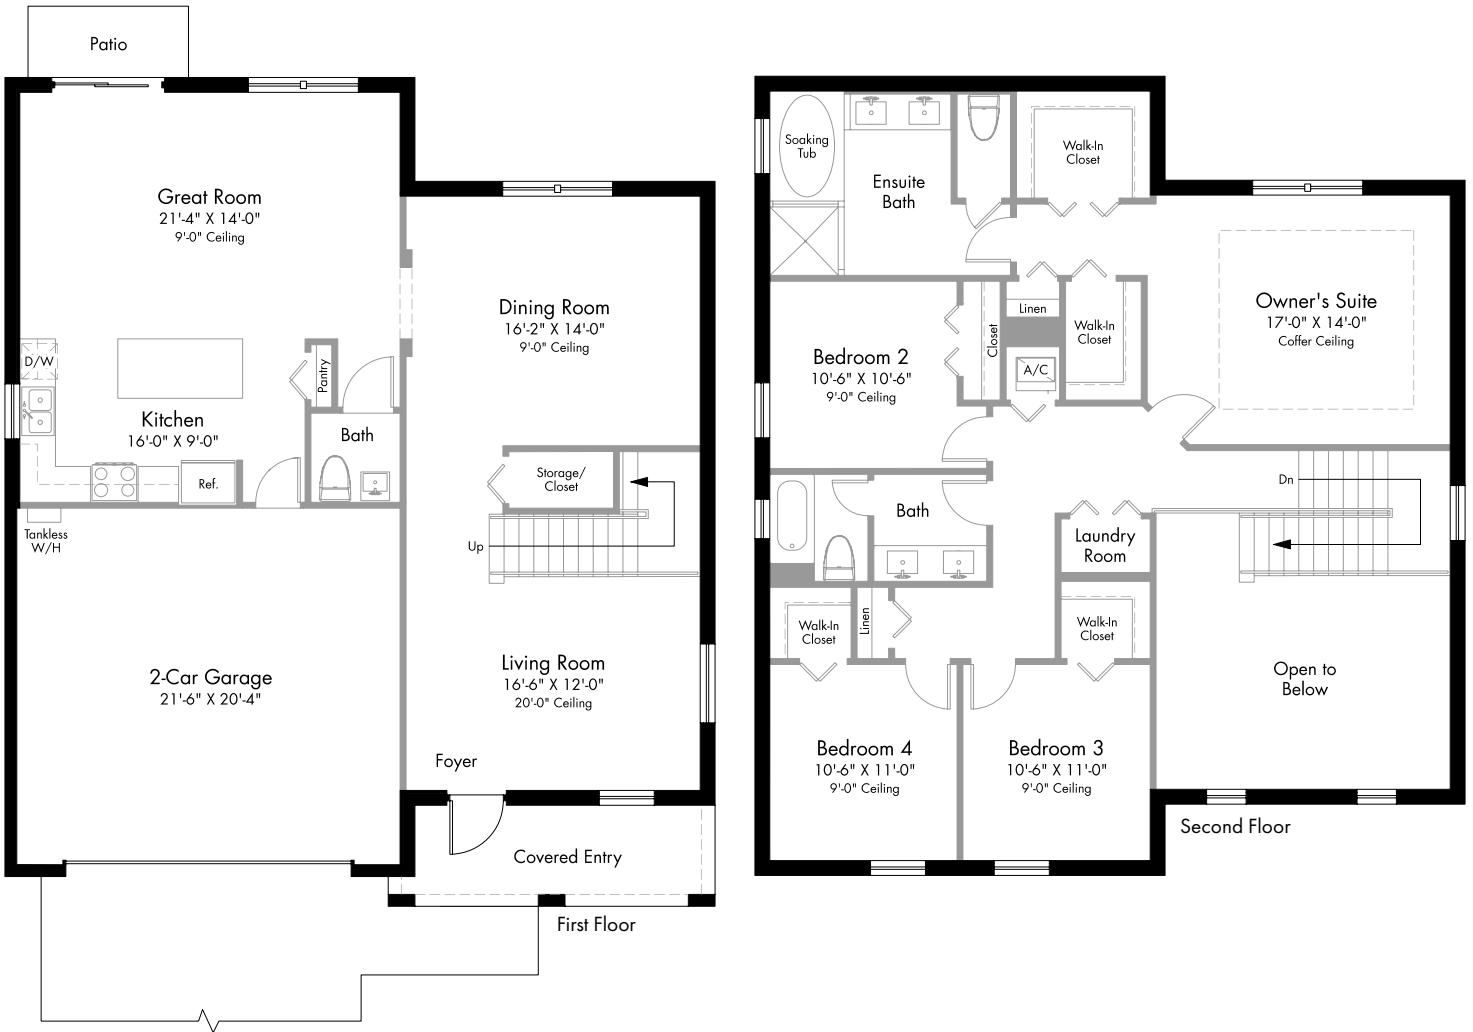 Patio
Great Room
21'-4" X 14'-0"
9'-0" Ceiling
Dining Room
16'-2" X 14'-0"
9'-0" Ceiling
D/W
Pantry
Kitchen
16'-0" X 9'-0"
Bath
Ref.
Storage/
Closet
Tankless
W/H
Up
2-Car Garage
21'-6" X 20'-4"
Living Room
16'-6" X 12'-0"
20'-0" Ceiling
Foyer
Covered Entry
First Floor
Soaking
Tub
Ensuite
Bath
Walk-In
Closet
Owner's Suite
17'-0" X 14'-0"
Coffer Ceiling
Linen
Walk-In
Closet
Closet
Bedroom 2
10'-6" X 10'-6"
9'-0" Ceiling
A/C
Dn
Bath
Laundry
Room
Walk-In
Closet
Linen
Walk-In
Closet
Open to
Below
Bedroom 4
10'-6" X 11'-0"
9'-0" Ceiling
Bedroom 3
10'-6" X 11'-0"
9'-0" Ceiling
Second Floor